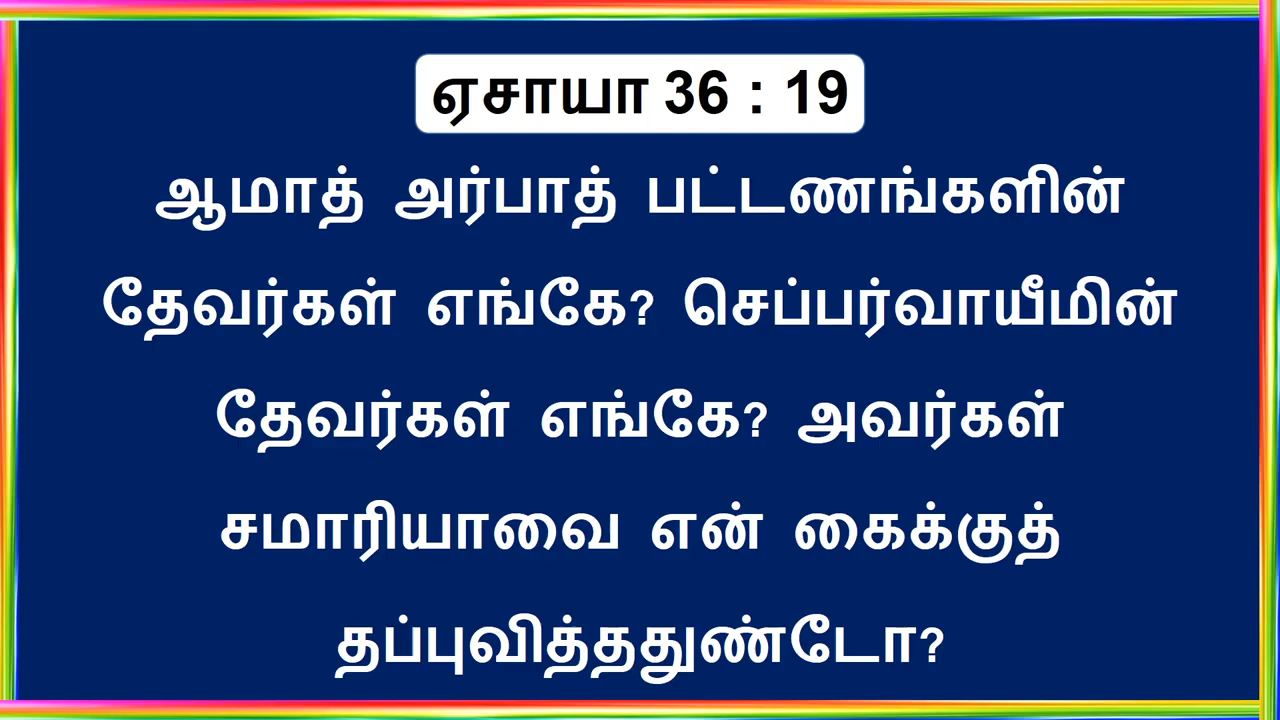 ஏசாயா 36 : 19
ஆமாத் அர்பாத் பட்டணங்களின்
தேவர்கள் எங்கே? செப்பர்வாயீமின்
தேவர்கள் எங்கே? அவர்கள்
சமாரியாவை என் கைக்குத்
தப்புவித்ததுண்டோ?